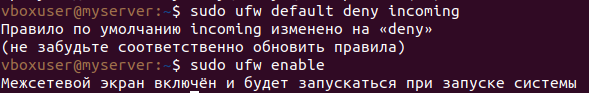 vboxuser@myserver:~$ sudo ufw default deny incoming
Правило по умолчанию incoming изменено на «deny»
(не забудьте соответственно обновить правила)
vboxuser@myserver:~$ sudo ufw enable
Межсетевой экран включён и будет запускаться при запуске системы